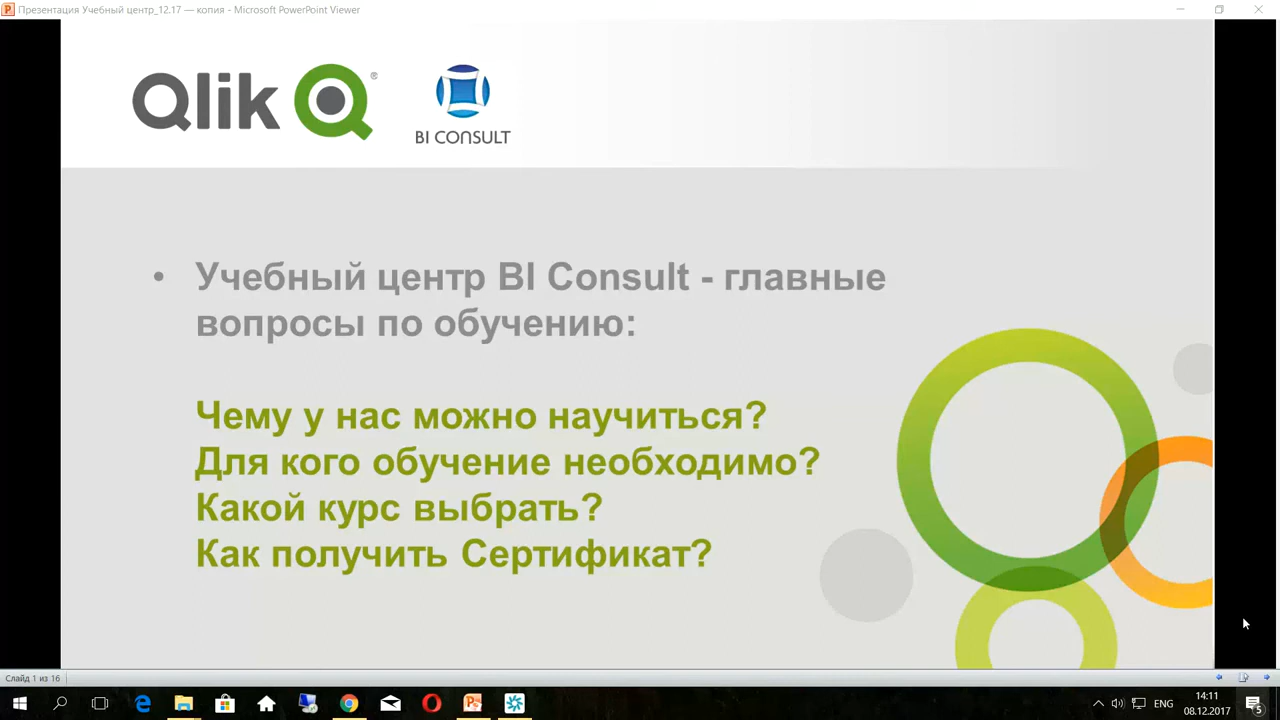 Презентация Учебный центр_12.17 — копия - Microsoft PowerPoint Viewer
Qlik Q ®
BI CONSULT
• Учебный центр BI Consult - главные
вопросы по обучению:
Чему у нас можно научиться?
Для кого обучение необходимо?
Какой курс выбрать?
Как получить Сертификат?
Слайд 1 из 16
ENG
14:11
08.12.2017
5